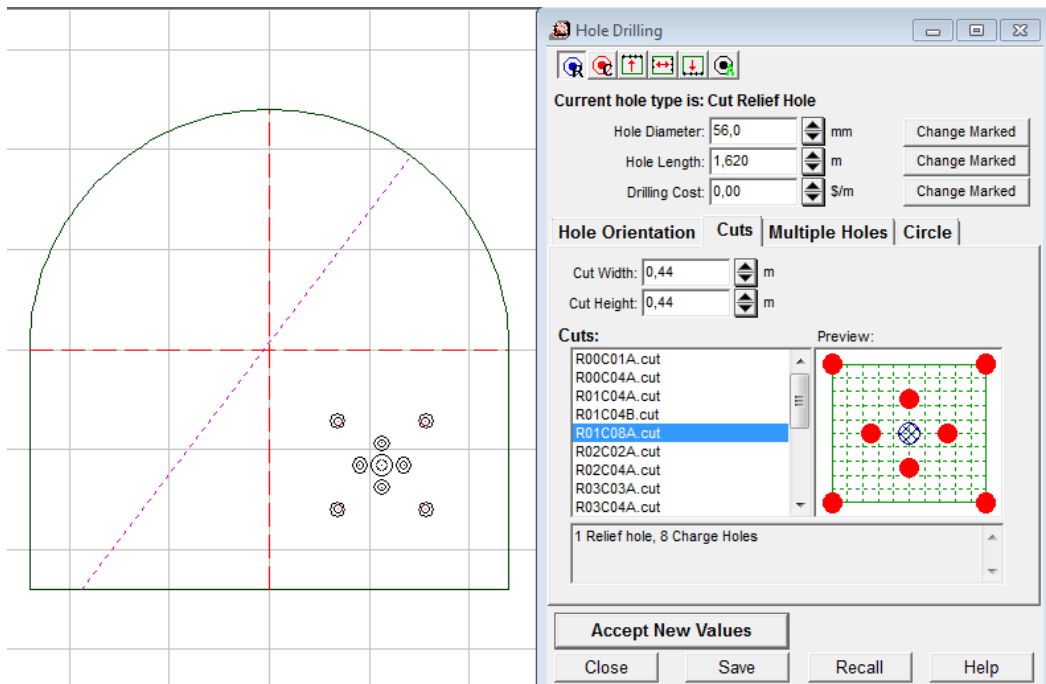 Hole Drilling
R C A
Current hole type is: Cut Relief Hole
Hole Diameter: 56,0 mm Change Marked
Hole Length: 1,620 m Change Marked
Drilling Cost: 0,00 $/m Change Marked
Hole Orientation Cuts Multiple Holes Circle
Cut Width: 0,44 m
Cut Height: 0,44 m
Cuts: Preview:
R00C01A.cut
R00C04A.cut
R01C04A.cut
R01C04B.cut
R01C08A.cut
R02C02A.cut
R02C04A.cut
R03C03A.cut
R03C04A.cut
1 Relief hole, 8 Charge Holes
Accept New Values
Close Save Recall Help